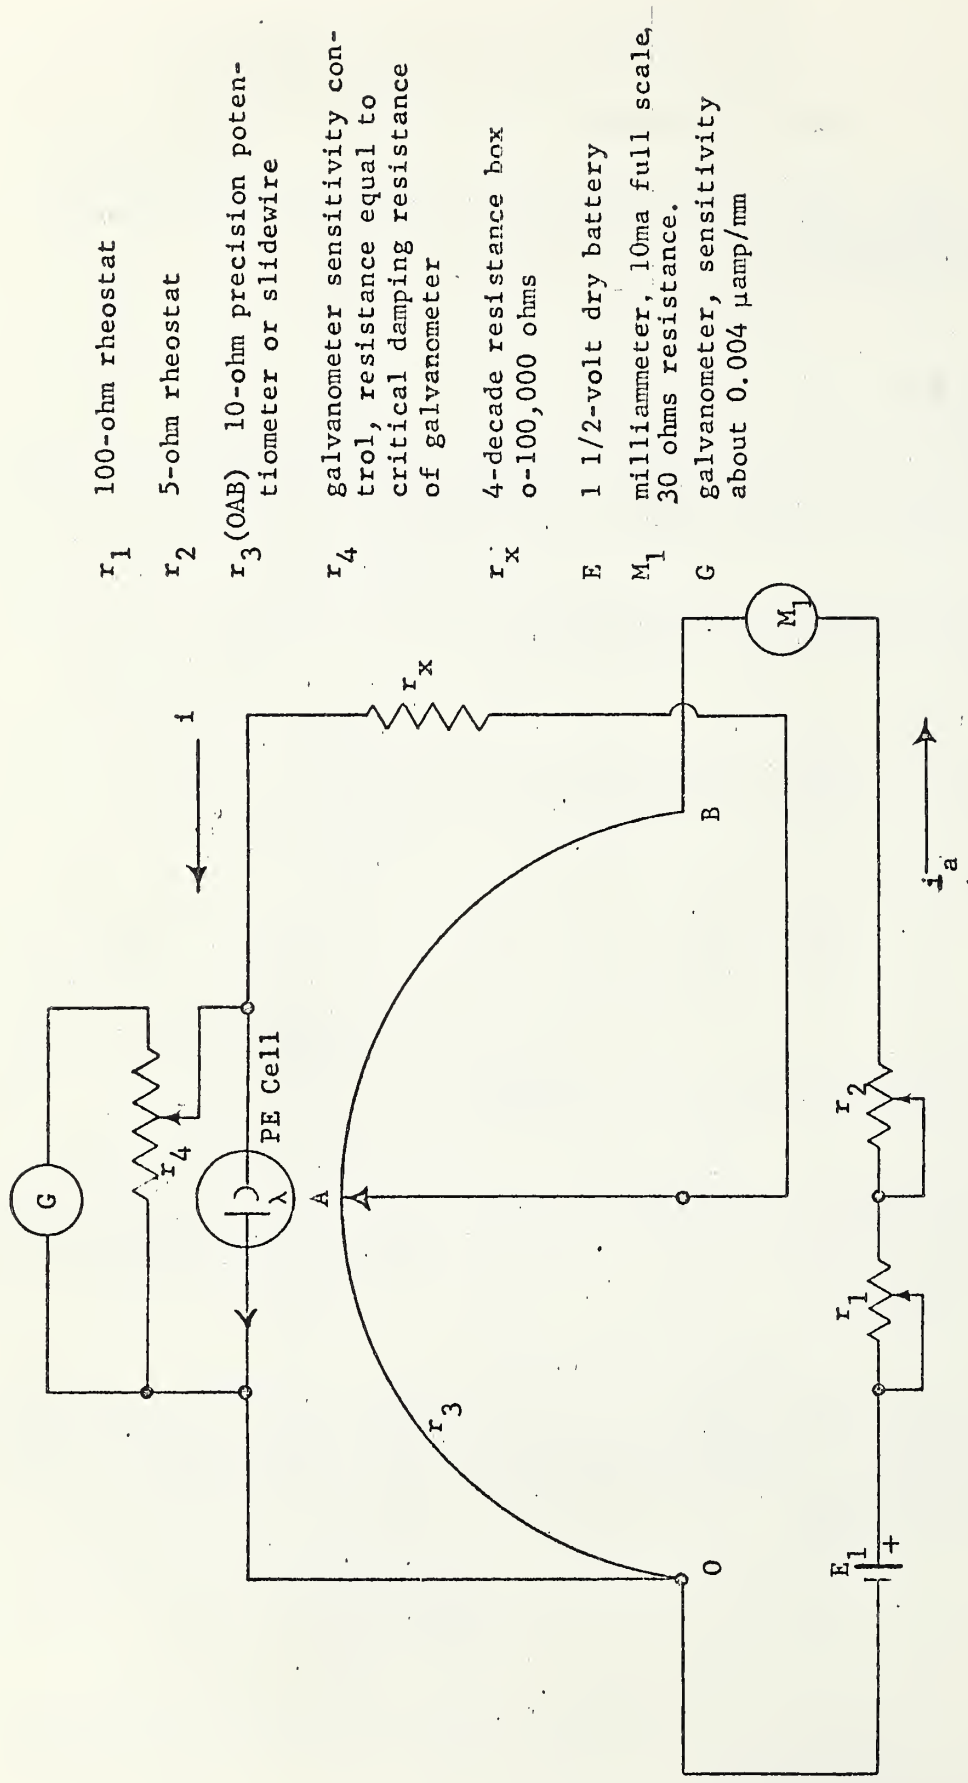 G
r4
PE Cell
λ
i
rx
A
r3
O
B
M1
E1
+
r1
r2
ia
r1 100-ohm rheostat
r2 5-ohm rheostat
r3(OAB) 10-ohm precision poten-
tiometer or slidewire
r4 galvanometer sensitivity con-
trol, resistance equal to
critical damping resistance
of galvanometer
rx 4-decade resistance box
o-100,000 ohms
E 1 1/2-volt dry battery
M1 milliammeter, 10ma full scale,
30 ohms resistance.
G galvanometer, sensitivity
about 0.004 μamp/mm